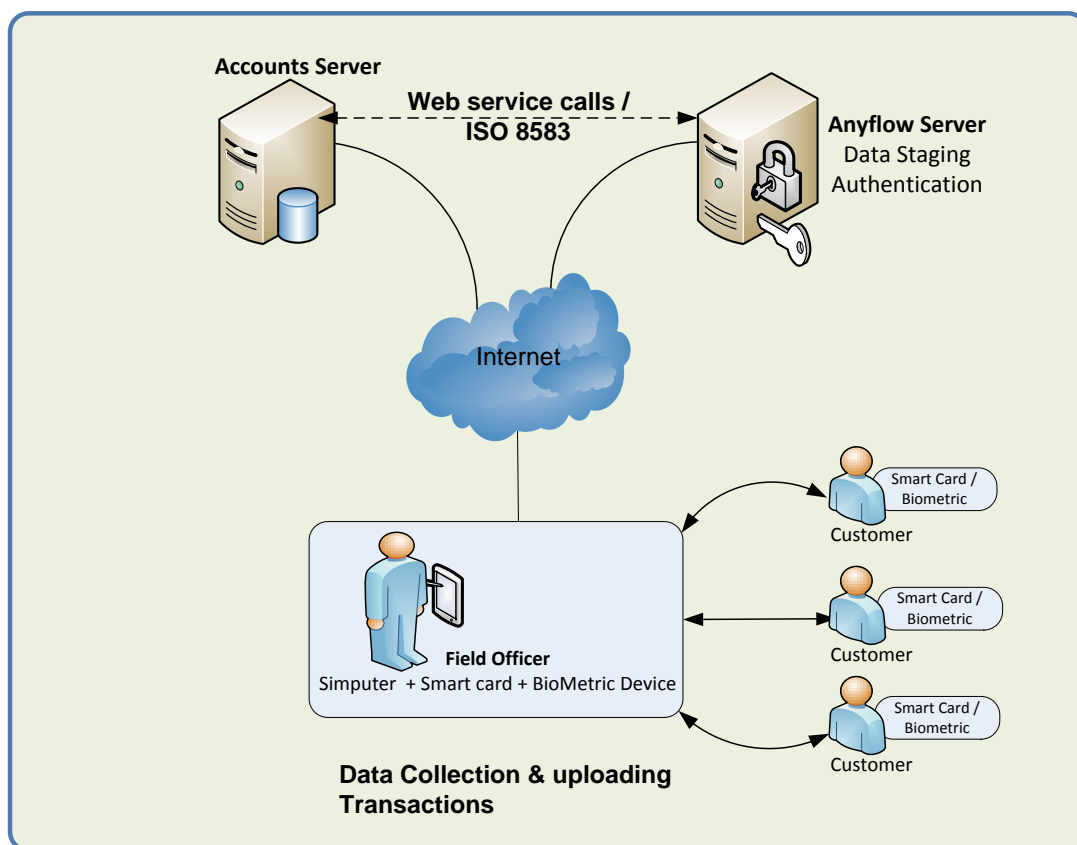 Accounts Server
Web service calls /
ISO 8583
Anyflow Server
Data Staging
Authentication
Internet
Smart Card /
Biometric
Customer
Smart Card /
Biometric
Customer
Field Officer
Simputer + Smart card + BioMetric Device
Smart Card /
Biometric
Customer
Data Collection & uploading
Transactions